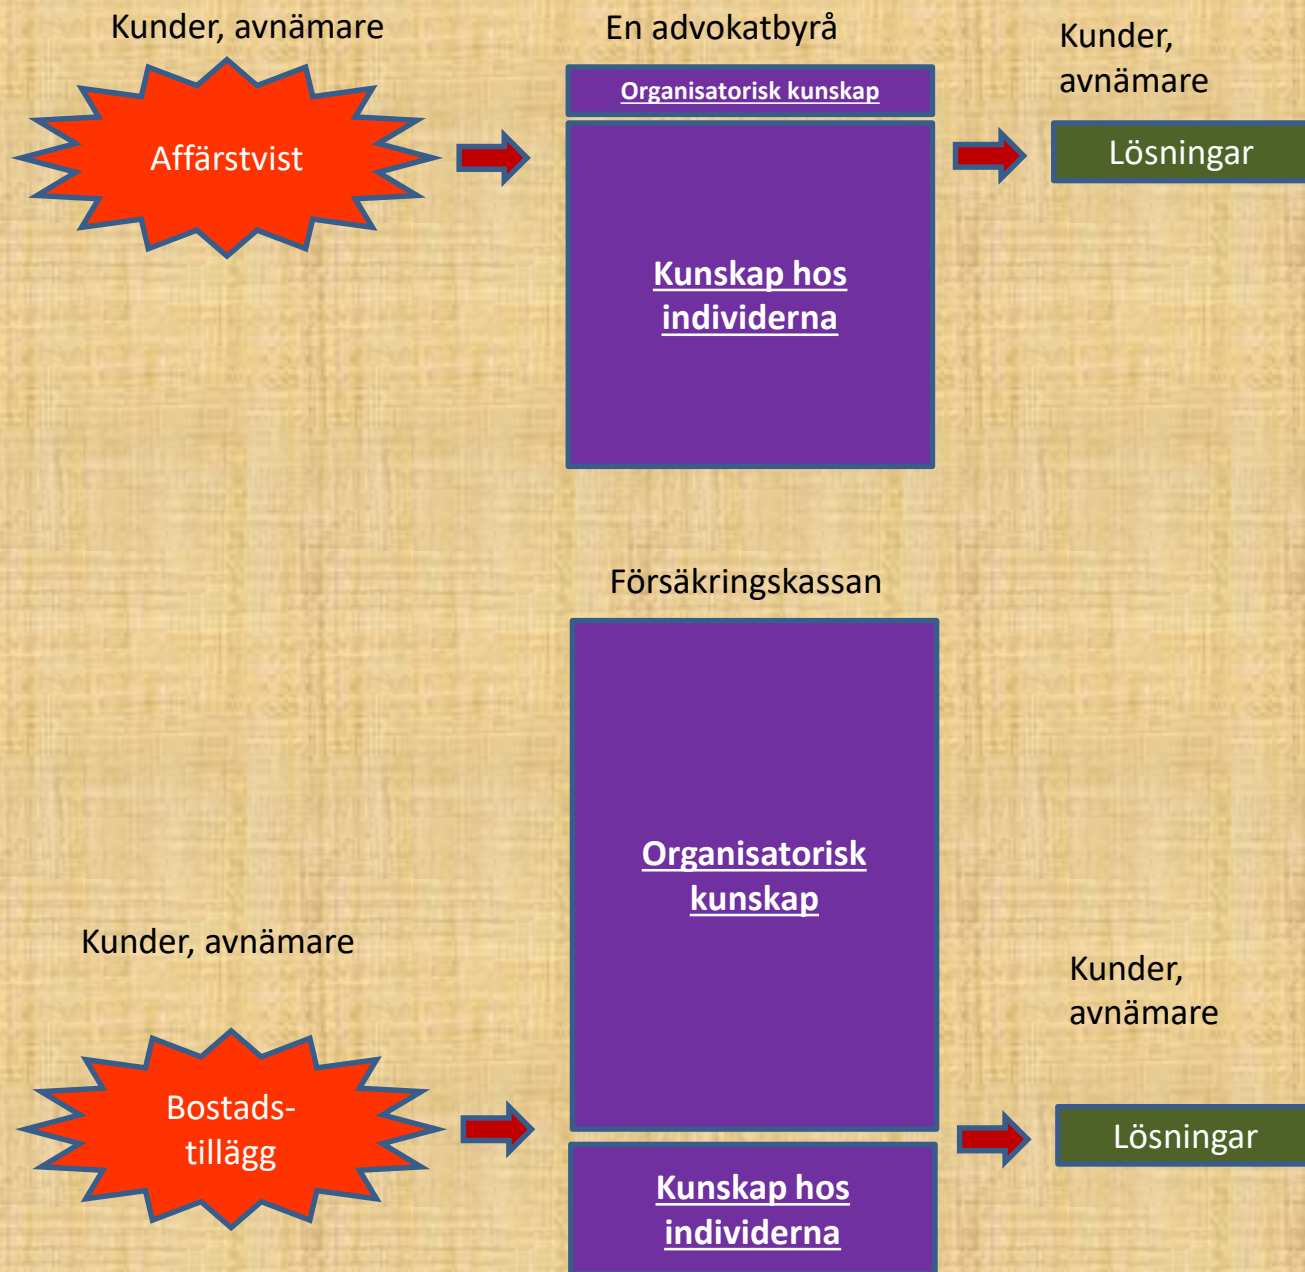 Kunder, avnämare
En advokatbyrå
Kunder,
avnämare
Organisatorisk kunskap
Affärstvist
Lösningar
Kunskap hos
individerna
Försäkringskassan
Organisatorisk
kunskap
Kunder, avnämare
Kunder,
avnämare
Bostads-
tillägg
Lösningar
Kunskap hos
individerna